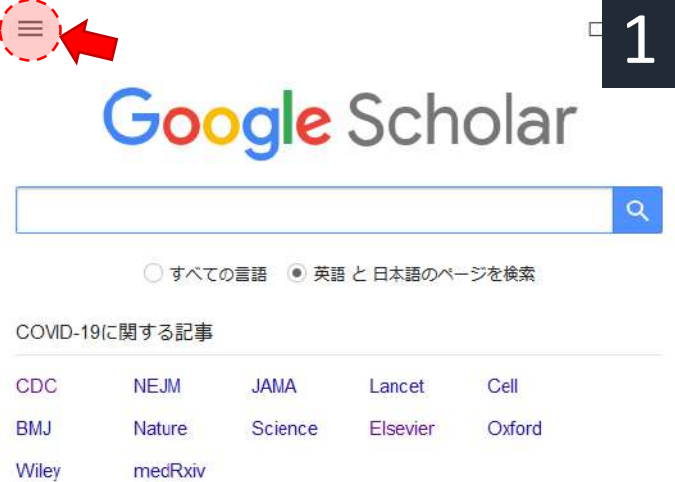 1
Google Scholar
すべての言語 英語 と 日本語のページを検索
COVID-19に関する記事
CDC NEJM JAMA Lancet Cell
BMJ Nature Science Elsevier Oxford
Wiley medRxiv